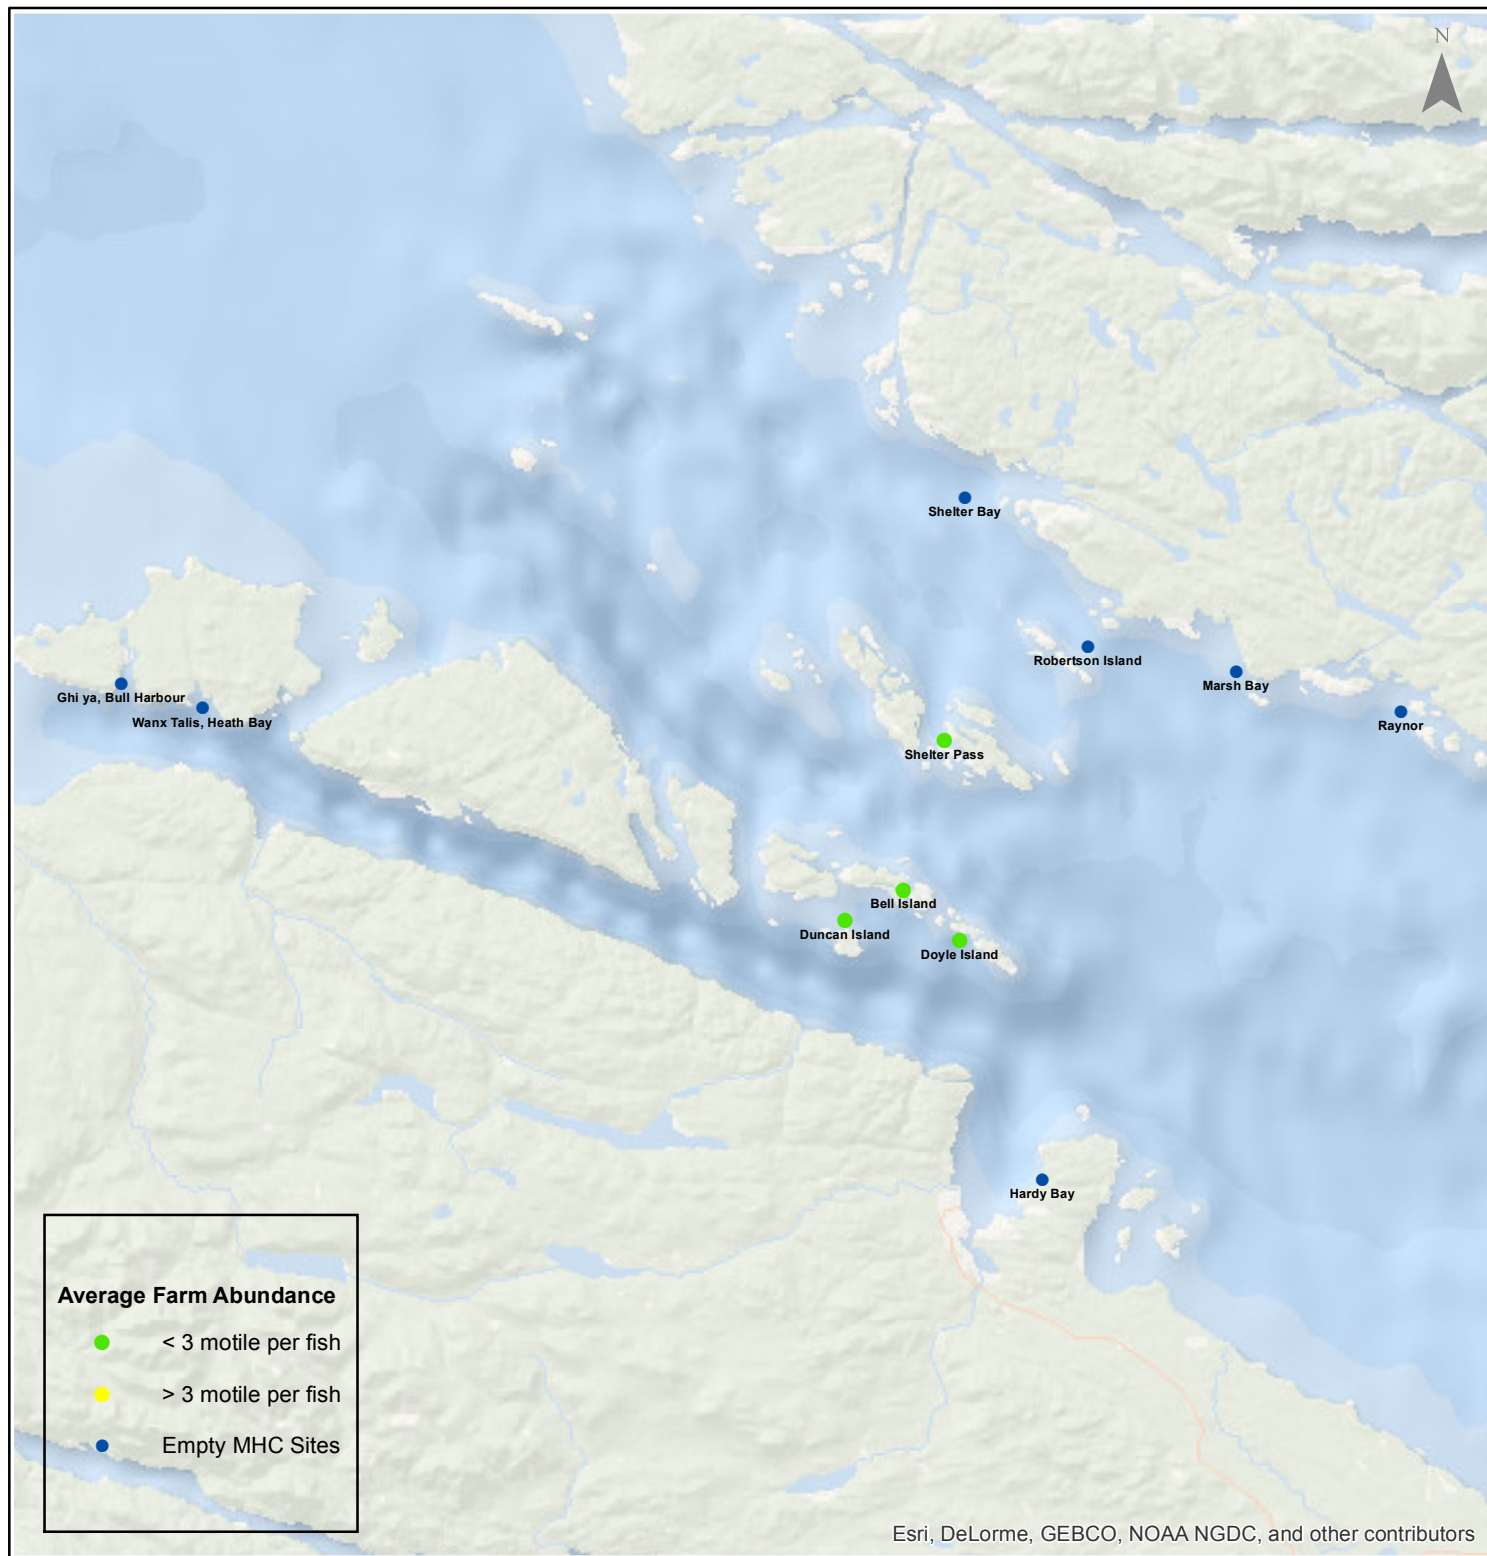 N
Shelter Bay
Robertson Island
Marsh Bay
Ghi ya, Bull Harbour
Wanx Talis, Heath Bay
Raynor
Shelter Pass
Bell Island
Duncan Island
Doyle Island
Hardy Bay
Average Farm Abundance
< 3 motile per fish
> 3 motile per fish
Empty MHC Sites
Esri, DeLorme, GEBCO, NOAA NGDC, and other contributors